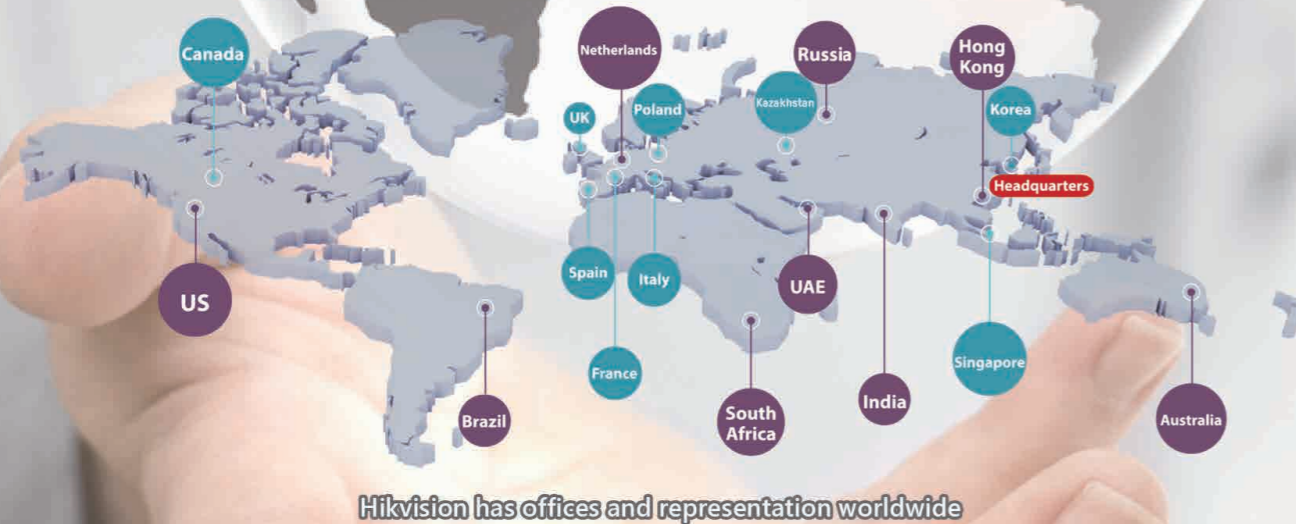 Canada
Netherlands
Russia
Hong
Kong
UK
Poland
Kazakhstan
Korea
Headquarters
US
Spain
Italy
UAE
France
Singapore
Brazil
South
Africa
India
Australia
Hikvision has offices and representation worldwide